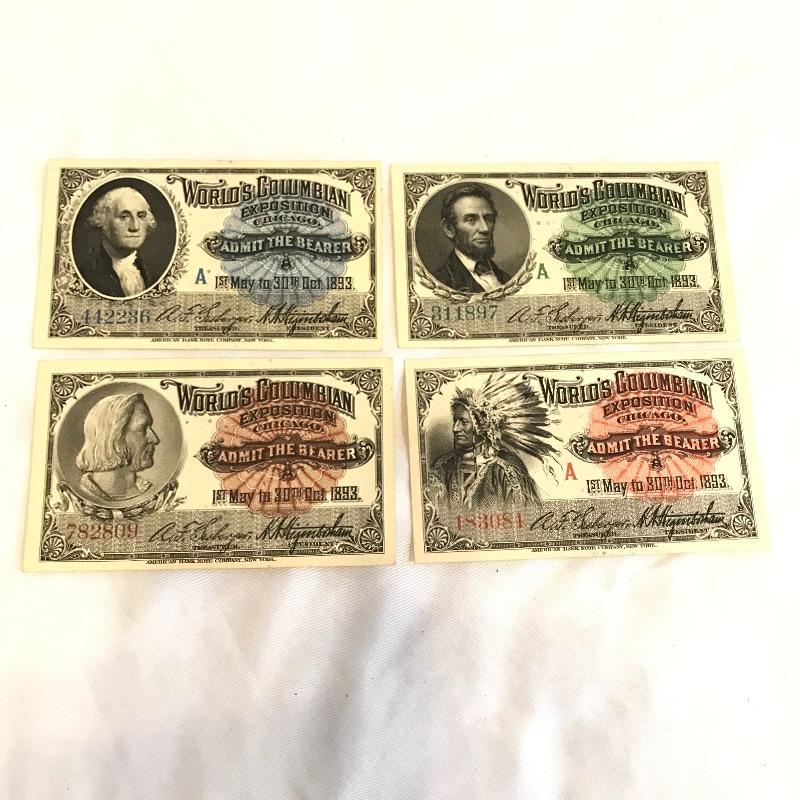 WORLD'S COLUMBIAN
EXPOSITION
CHICAGO,
ADMIT THE BEARER
A
1ST May to 30TH Oct. 1893.
442236
TREASURER
PRESIDENT
AMERICAN BANK NOTE COMPANY, NEW YORK.
WORLD'S COLUMBIAN
EXPOSITION
CHICAGO,
ADMIT THE BEARER
A
1ST May to 30TH Oct. 1893.
311897
TREASURER
PRESIDENT
AMERICAN BANK NOTE COMPANY, NEW YORK.
WORLD'S COLUMBIAN
EXPOSITION
CHICAGO,
ADMIT THE BEARER
1ST May to 30TH Oct. 1893.
782809
TREASURER
PRESIDENT
AMERICAN BANK NOTE COMPANY, NEW YORK.
WORLD'S COLUMBIAN
EXPOSITION
CHICAGO,
ADMIT THE BEARER
A
1ST May to 30TH Oct. 1893.
183084
TREASURER
PRESIDENT
AMERICAN BANK NOTE COMPANY, NEW YORK.